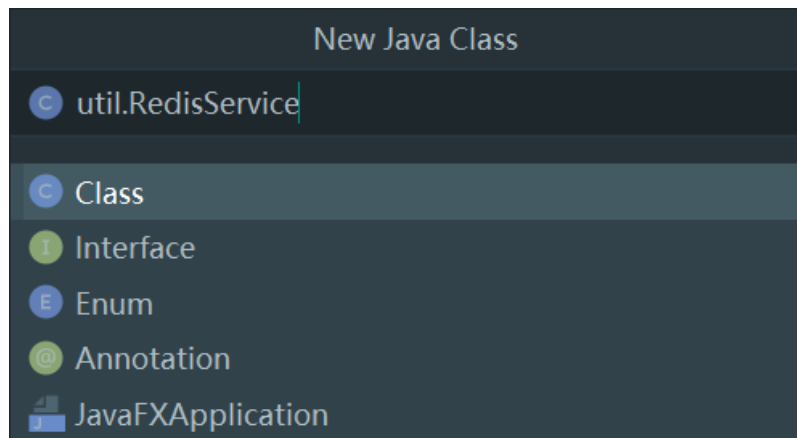 New Java Class
C util.RedisService
C Class
I Interface
E Enum
@ Annotation
J JavaFXApplication